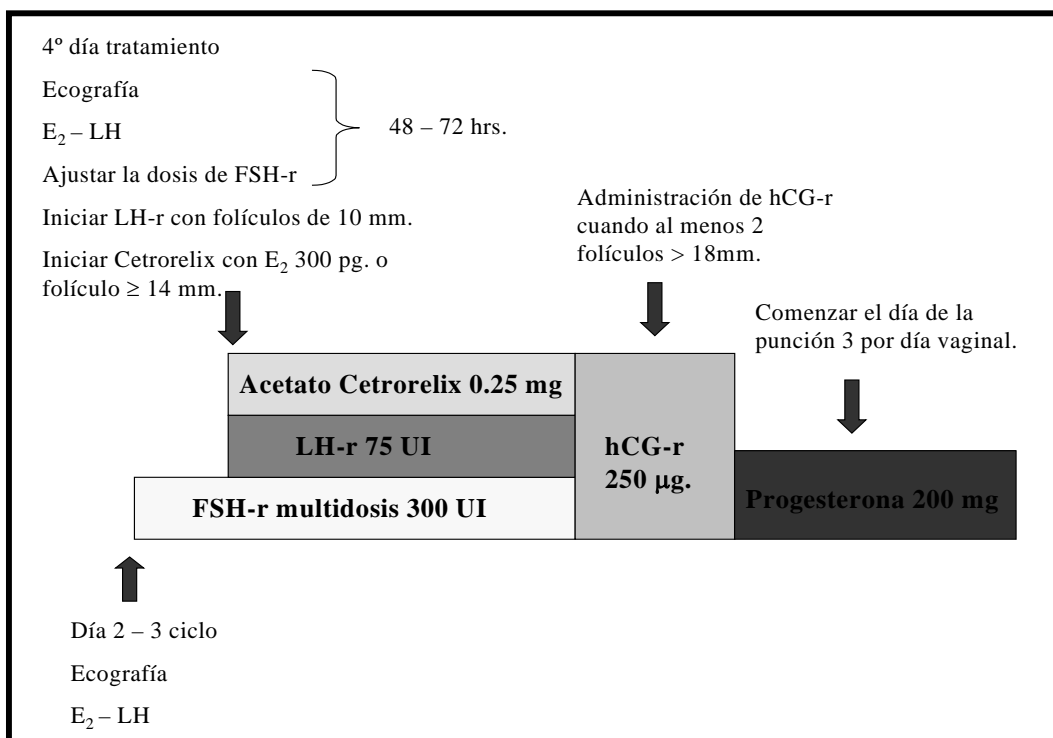 4º día tratamiento
Ecografía
E₂ – LH
Ajustar la dosis de FSH-r
48 – 72 hrs.
Iniciar LH-r con folículos de 10 mm.
Iniciar Cetrorelix con E₂ 300 pg. o
folículo ≥ 14 mm.
Administración de hCG-r
cuando al menos 2
folículos > 18mm.
Comenzar el día de la
punción 3 por día vaginal.
Acetato Cetrorelix 0.25 mg
LH-r 75 UI
FSH-r multidosis 300 UI
hCG-r
250 μg.
Progesterona 200 mg
Día 2 – 3 ciclo
Ecografía
E₂ – LH